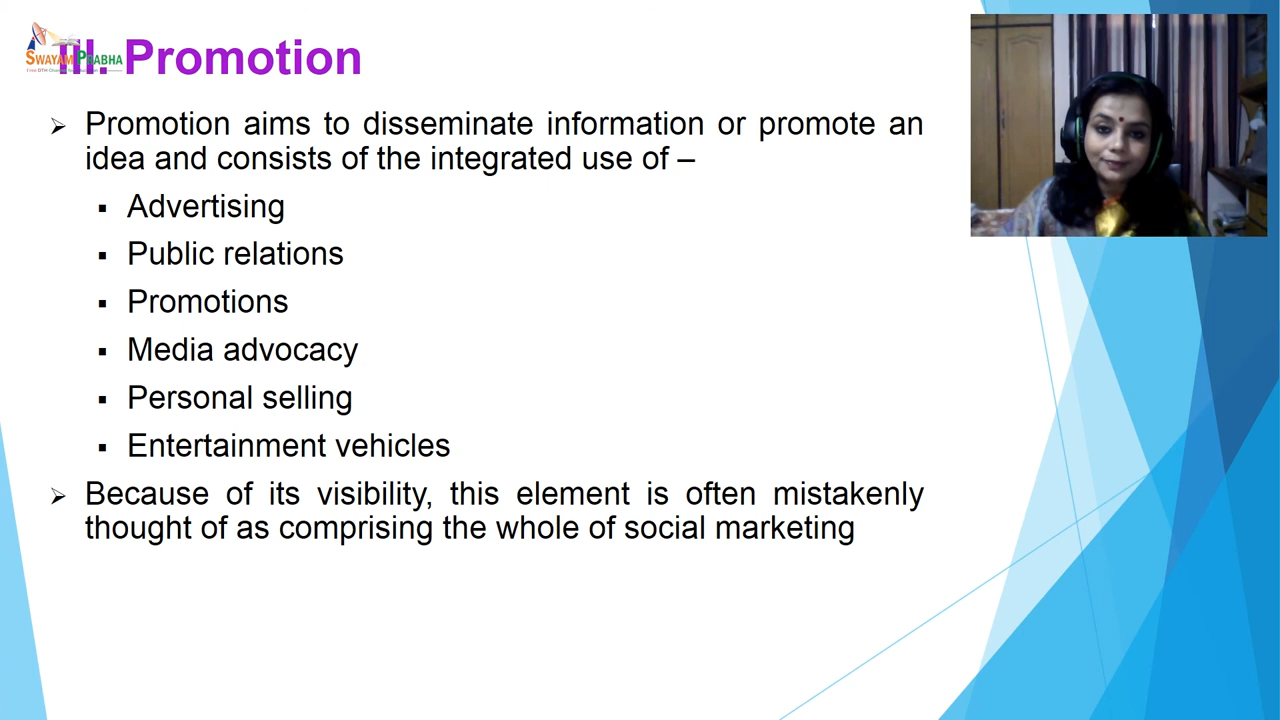 SWAYAM PRABHA
III. Promotion
Promotion aims to disseminate information or promote an
idea and consists of the integrated use of –
Advertising
Public relations
Promotions
Media advocacy
Personal selling
Entertainment vehicles
Because of its visibility, this element is often mistakenly
thought of as comprising the whole of social marketing